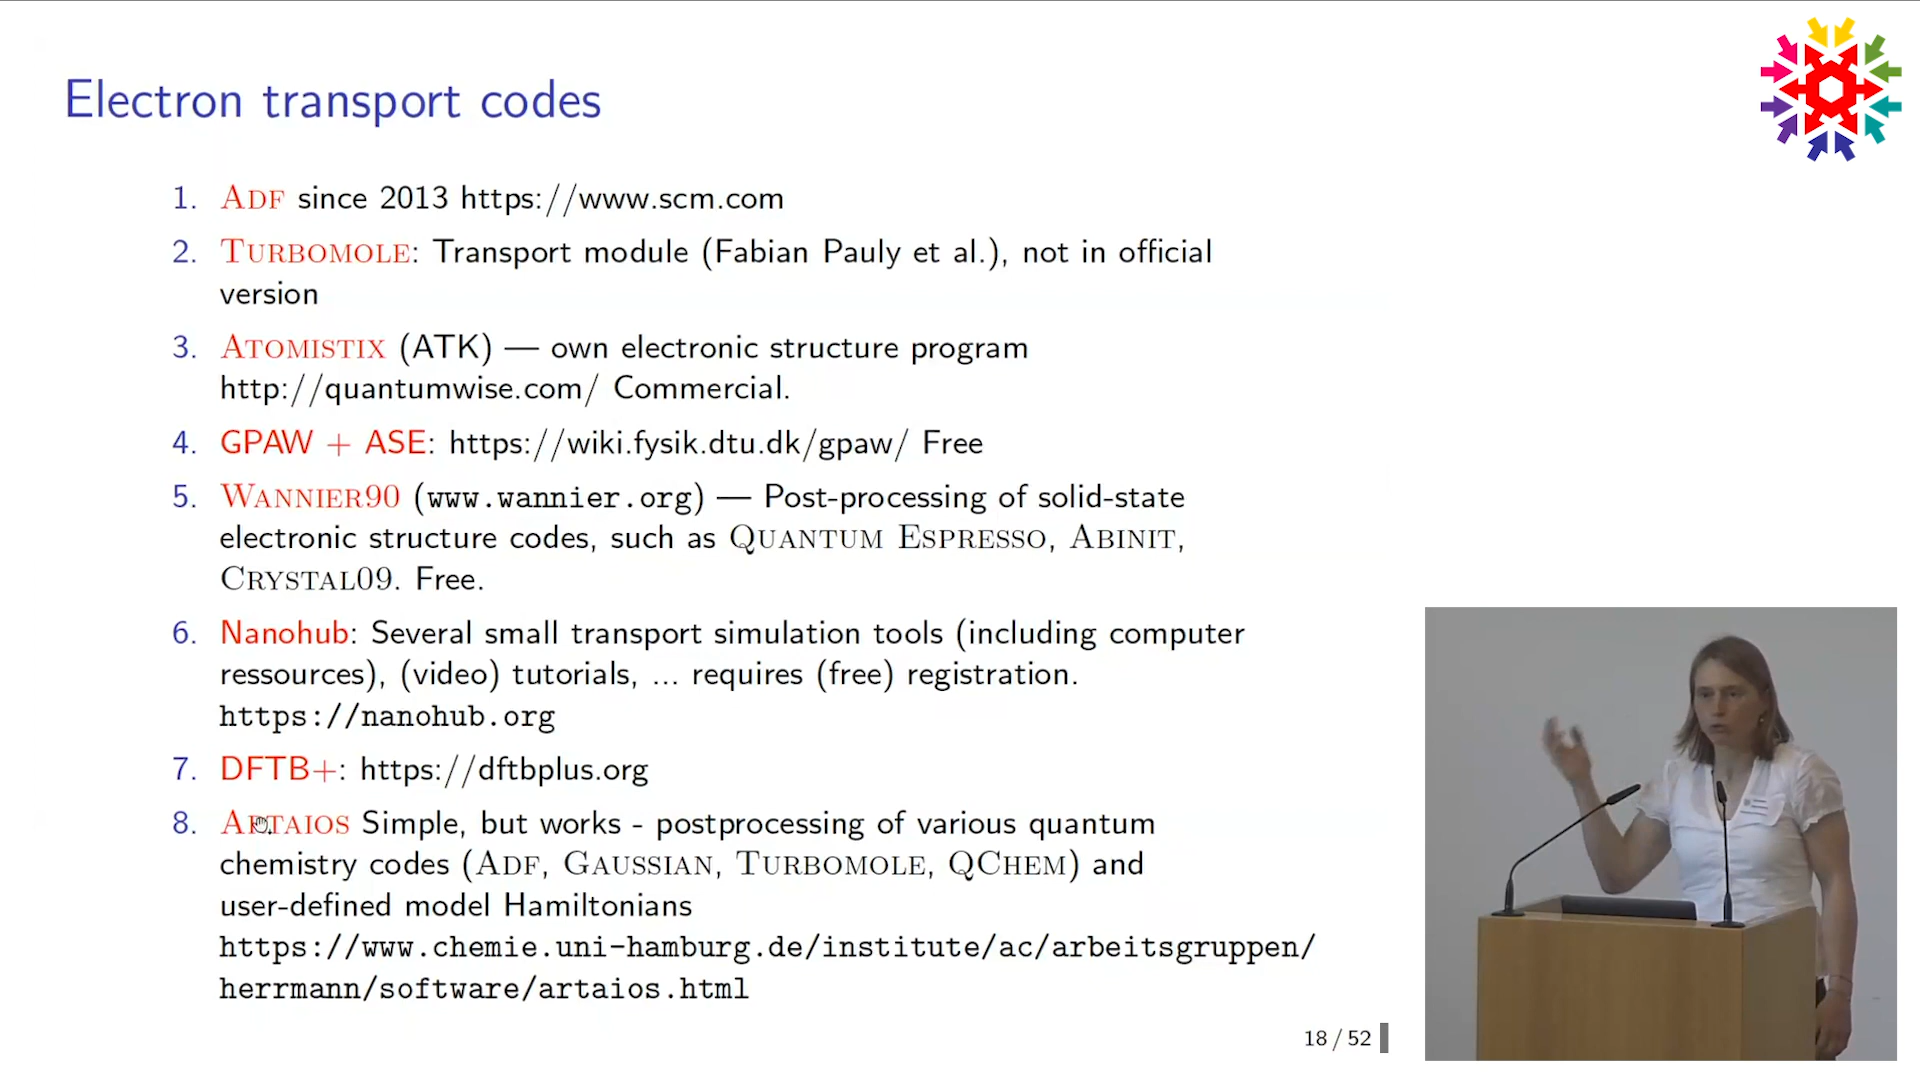 Electron transport codes
1. ADF since 2013 https://www.scm.com
2. TURBOMOLE: Transport module (Fabian Pauly et al.), not in official
version
3. ATOMISTIX (ATK) — own electronic structure program
http://quantumwise.com/ Commercial.
4. GPAW + ASE: https://wiki.fysik.dtu.dk/gpaw/ Free
5. WANNIER90 (www.wannier.org) — Post-processing of solid-state
electronic structure codes, such as QUANTUM ESPRESSO, ABINIT,
CRYSTAL09. Free.
6. Nanohub: Several small transport simulation tools (including computer
ressources), (video) tutorials, ... requires (free) registration.
https://nanohub.org
7. DFTB+: https://dftbplus.org
8. ARTAIOS Simple, but works - postprocessing of various quantum
chemistry codes (ADF, GAUSSIAN, TURBOMOLE, QCHEM) and
user-defined model Hamiltonians
https://www.chemie.uni-hamburg.de/institute/ac/arbeitsgruppen/
herrmann/software/artaios.html
18 / 52